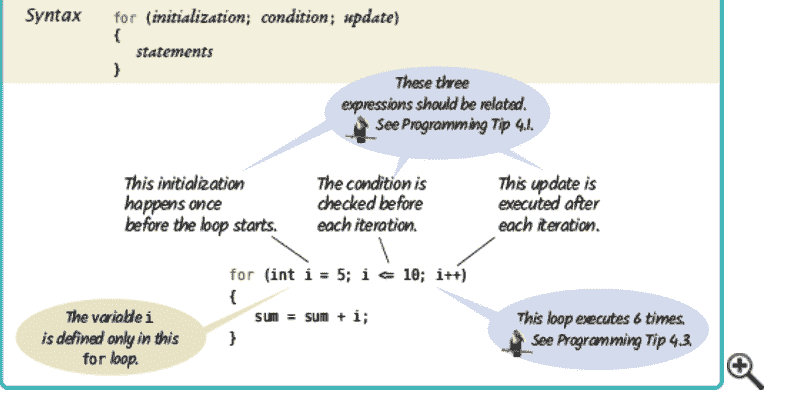 Syntax for (initialization; condition; update)
{
statements
}
These three
expressions should be related.
See Programming Tip 4.1.
This initialization
happens once
before the loop starts.
The condition is
checked before
each iteration.
This update is
executed after
each iteration.
for (int i = 5; i <= 10; i++)
{
sum = sum + i;
}
The variable i
is defined only in this
for loop.
This loop executes 6 times.
See Programming Tip 4.3.